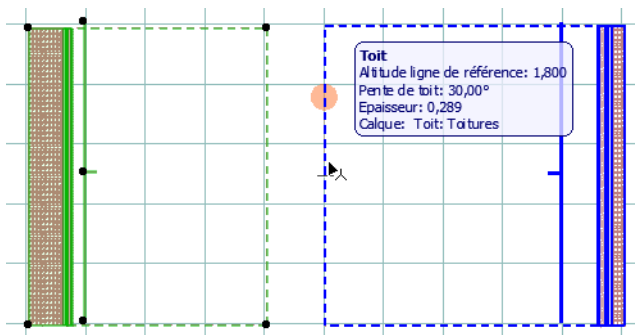 Toit
Altitude ligne de référence: 1,800
Pente de toit: 30,00°
Epaisseur: 0,289
Calque: Toit: Toitures